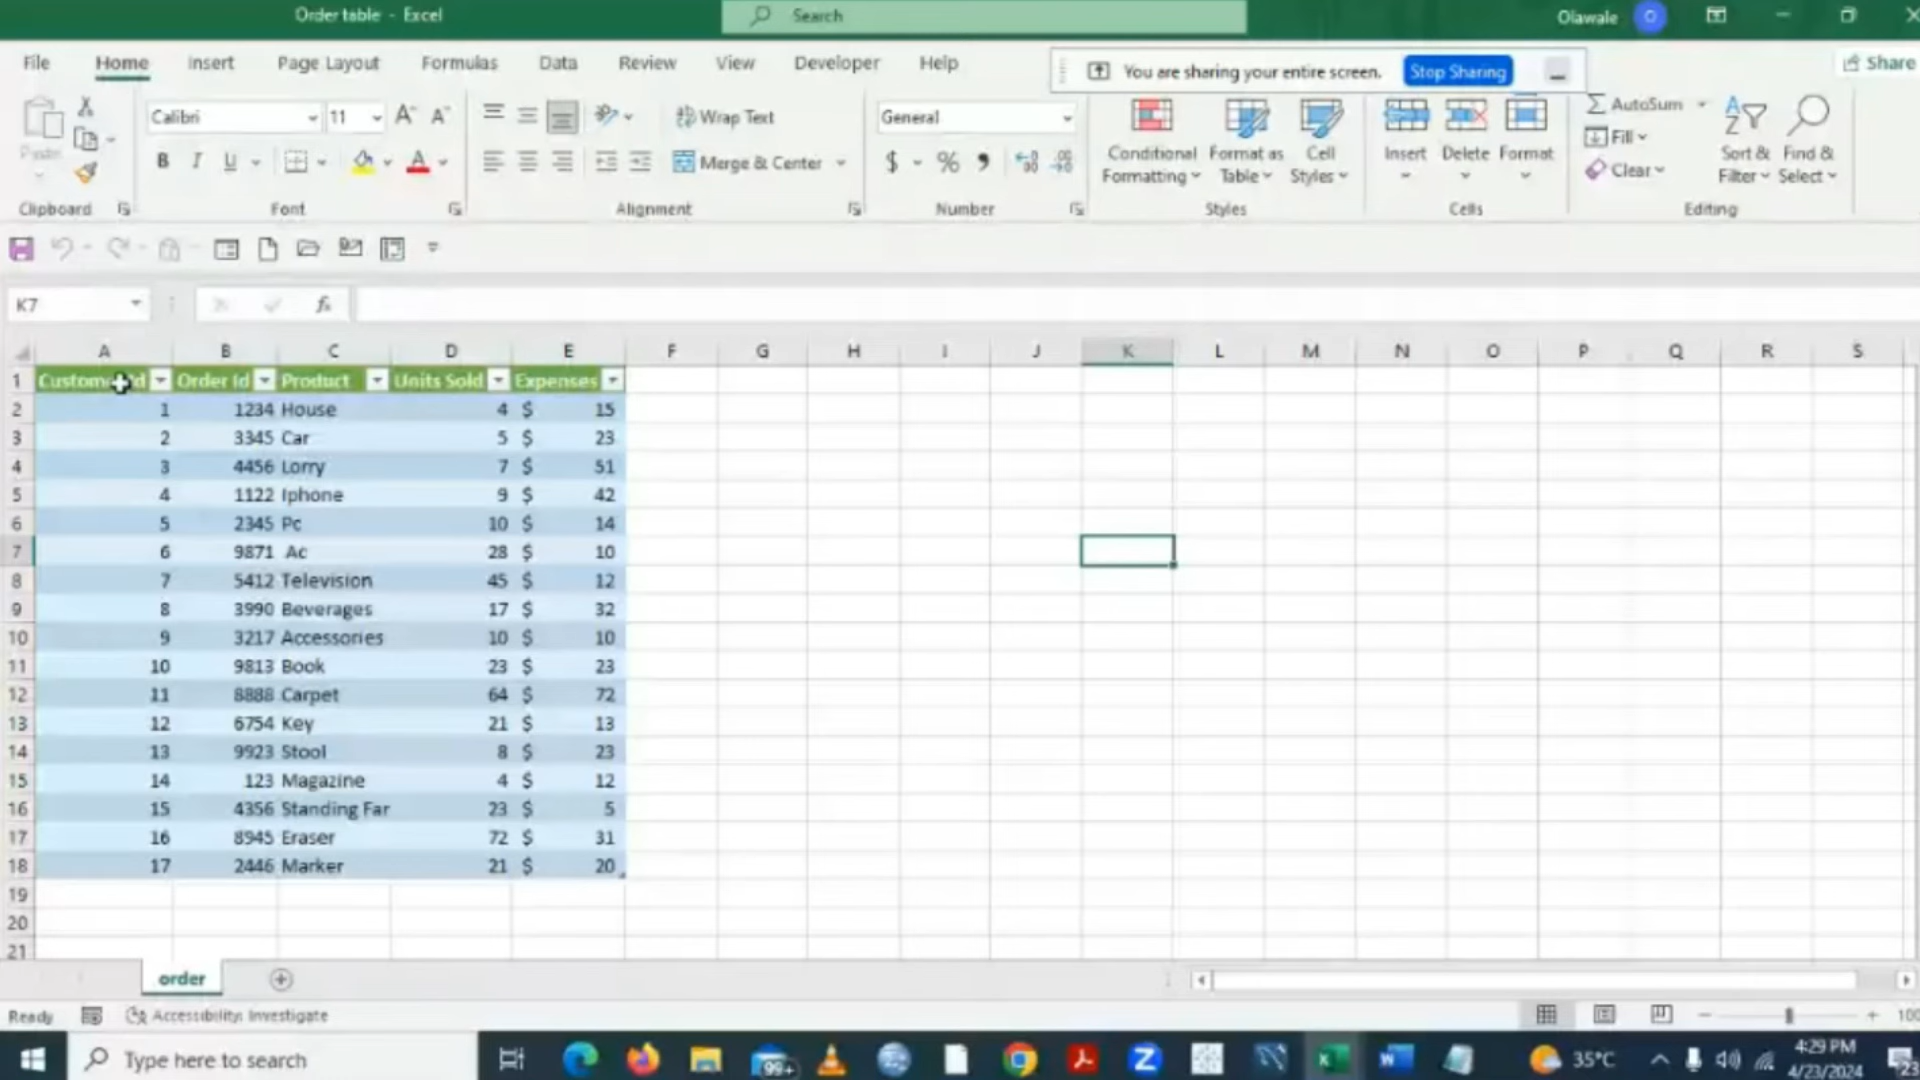 Order table - Excel
Search
Olawale
O
File Home Insert Page Layout Formulas Data Review View Developer Help
You are sharing your entire screen. Stop Sharing
Share
Paste
Calibri 11
B I U
Wrap Text
Merge & Center
General
$ % ,
Conditional Formatting
Format as Table
Cell Styles
Insert Delete Format
AutoSum
Fill
Clear
Sort & Filter
Find & Select
Clipboard Font Alignment Number Styles Cells Editing
K7 fx
A B C D E F G H I J K L M N O P Q R S
1 Order Id Product Units Sold Expenses
2 1 1234 House 4 $ 15
3 2 3345 Car 5 $ 23
4 3 4456 Lorry 7 $ 51
5 4 1122 Iphone 9 $ 42
6 5 2345 Pc 10 $ 14
7 6 9871 Ac 28 $ 10
8 7 5412 Television 45 $ 12
9 8 3990 Beverages 17 $ 32
10 9 3217 Accessories 10 $ 10
11 10 9813 Book 23 $ 23
12 11 8888 Carpet 64 $ 72
13 12 6754 Key 21 $ 13
14 13 9923 Stool 8 $ 23
15 14 123 Magazine 4 $ 12
16 15 4356 Standing Far 23 $ 5
17 16 8945 Eraser 72 $ 31
18 17 2446 Marker 21 $ 20
19
20
21
order
Ready Accessibility: Investigate
100
Type here to search
99+
35°C
4:29 PM
4/23/2024
23